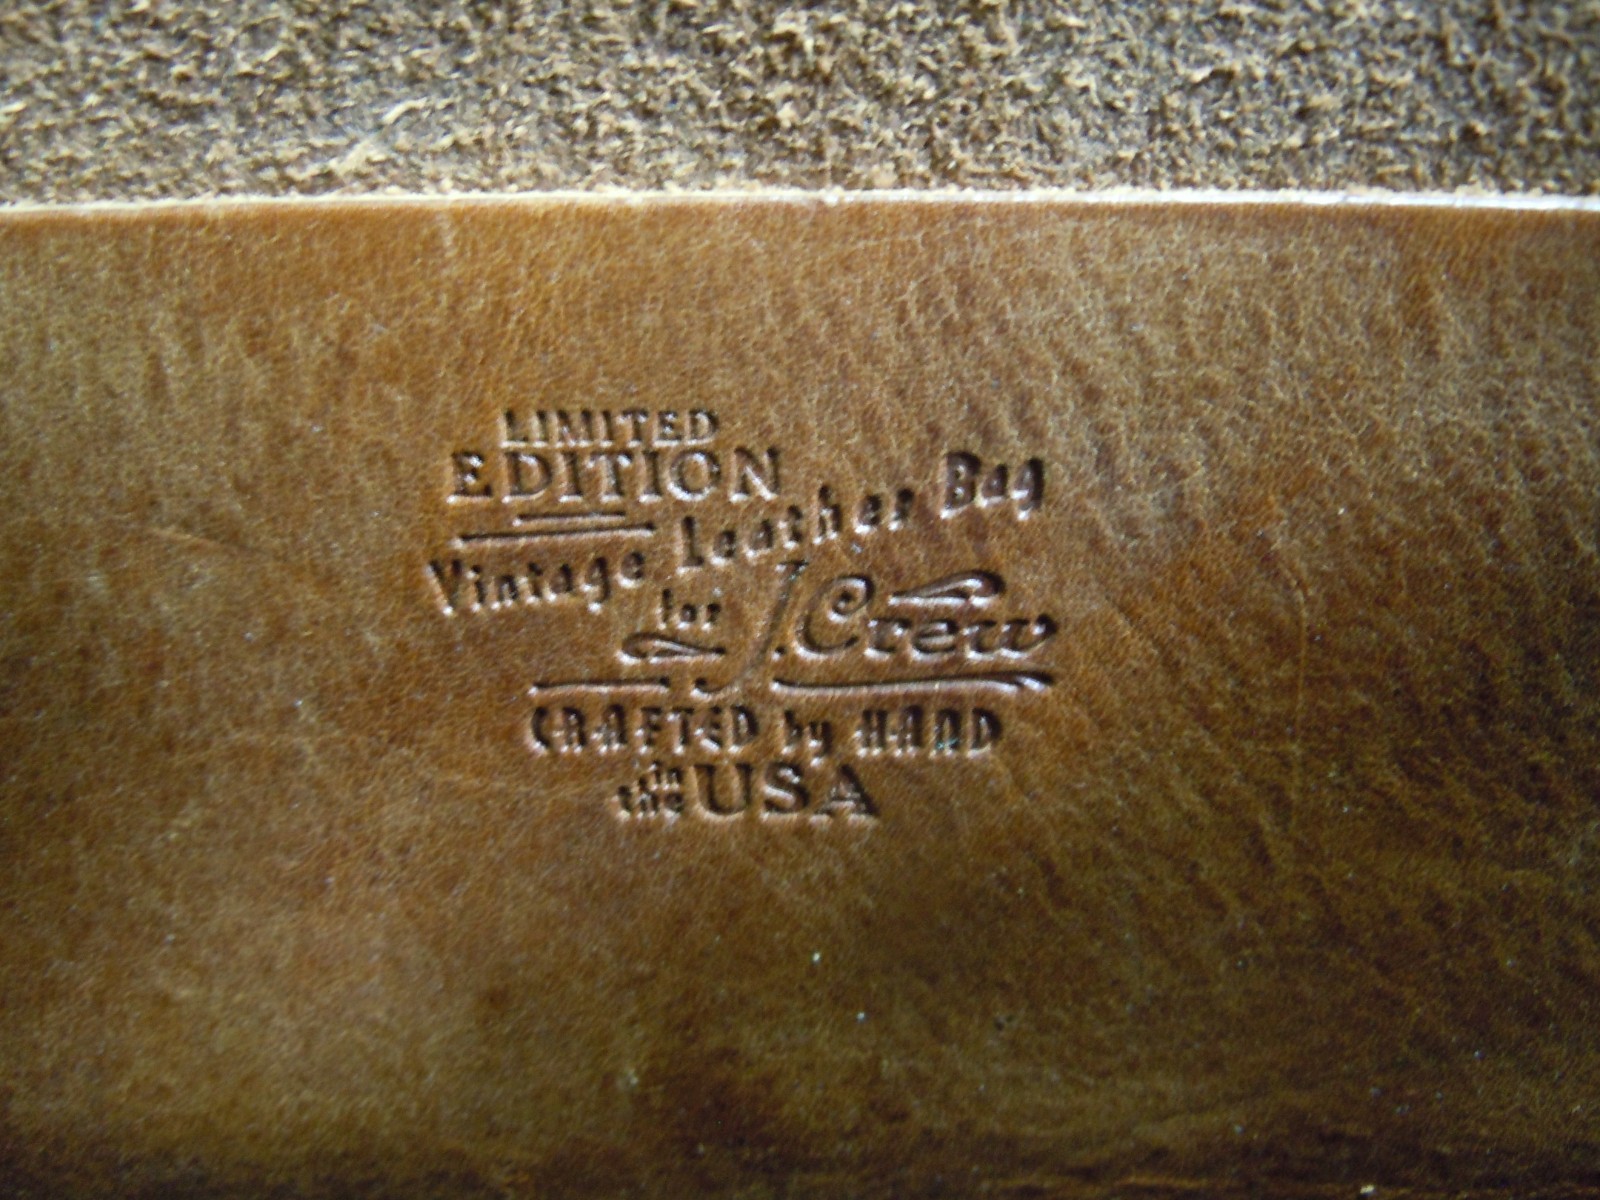 LIMITED
EDITION
Vintage Leather Bag
for J.Crew
CRAFTED by HAND
in the USA